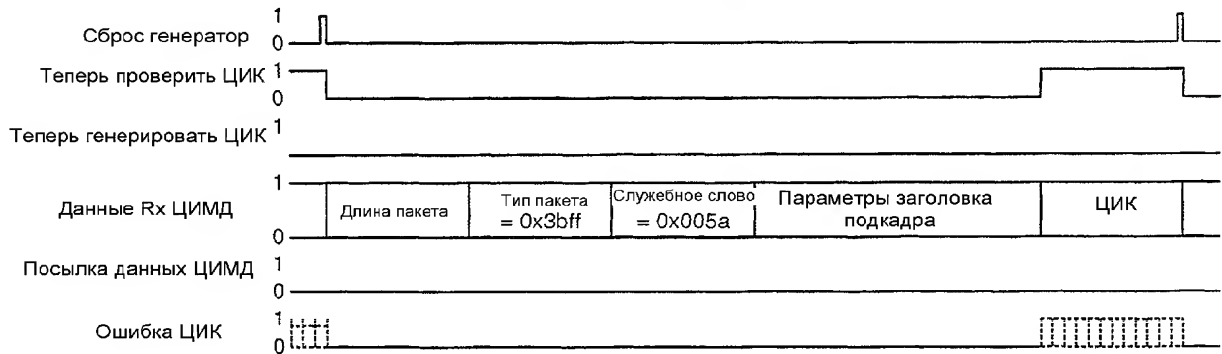 Сброс генератор 1
0
Теперь проверить ЦИК 1
0
Теперь генерировать ЦИК 1
Данные Rx ЦИМД 1
0
Длина пакета
Тип пакета
= 0x3bff
Служебное слово
= 0x005a
Параметры заголовка
подкадра
ЦИК
Посылка данных ЦИМД 1
0
Ошибка ЦИК 1
0